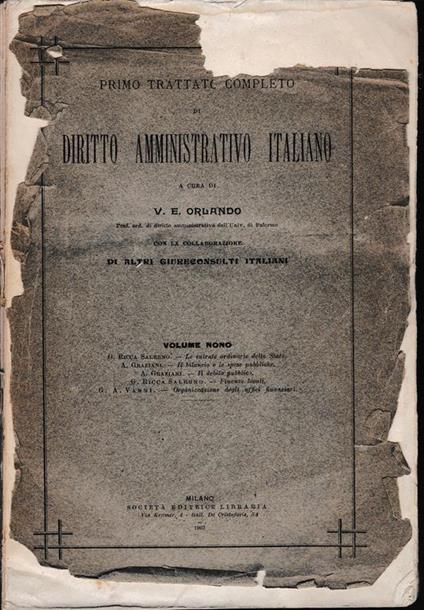 PRIMO TRATTATO COMPLETO
DI
DIRITTO AMMINISTRATIVO ITALIANO
A CURA DI
V. E. ORLANDO
Prof. ord. di diritto amministrativo dell'Univ. di Palermo
CON LA COLLABORAZIONE
DI ALTRI GIURECONSULTI ITALIANI
VOLUME NONO
G. RICCA SALERNO. — Le entrate ordinarie dello Stato.
A. GRAZIANI. — Il bilancio e le spese pubbliche.
A. GRAZIANI. — Il debito pubblico.
G. RICCA SALERNO. — Finanze locali.
G. A. VANNI. — Organizzazione degli uffici finanziari.
MILANO
SOCIETÀ EDITRICE LIBRARIA
Via Kramer, 4 - Gall. De Cristoforis, 54